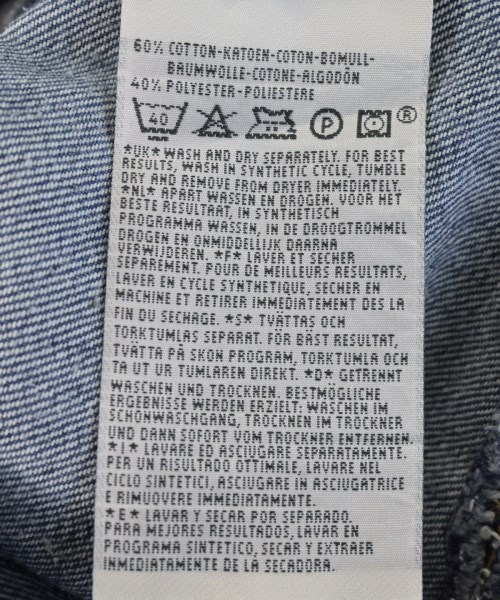 60% COTTON-KATOEN-COTON-BOMULL-
BAUMWOLLE-COTONE-ALGODÓN
40% POLYESTER-POLIESTERE
40 P ®
*UK* WASH AND DRY SEPARATELY. FOR BEST
RESULTS, WASH IN SYNTHETIC CYCLE, TUMBLE
DRY AND REMOVE FROM DRYER IMMEDIATELY.
*NL* APART WASSEN EN DROGEN. VOOR HET
BESTE RESULTAAT, IN SYNTHETISCH
PROGRAMMA WASSEN, IN DE DROOGTROMMEL
DROGEN EN ONMIDDELLIJK DAARNA
VERWIJDEREN. *F* LAVER ET SECHER
SEPAREMENT. POUR DE MEILLEURS RESULTATS,
LAVER EN CYCLE SYNTHETIQUE, SECHER EN
MACHINE ET RETIRER IMMEDIATEMENT DES LA
FIN DU SECHAGE. *S* TVÄTTAS OCH
TORKTUMLAS SEPARAT. FÖR BÄST RESULTAT,
TVÄTTA PÅ SKON PROGRAM, TORKTUMLA OCH
TA UT UR TUMLAREN DIREKT. *D* GETRENNT
WASCHEN UND TROCKNEN. BESTMÖGLICHE
ERGEBNISSE WERDEN ERZIELT: WASCHEN IM
SCHONWASCHGANG, TROCKNEN IM TROCKNER
UND DANN SOFORT VOM TROCKNER ENTFERNEN.
*I* LAVARE ED ASCIUGARE SEPARATAMENTE.
PER UN RISULTADO OTTIMALE, LAVARE NEL
CICLO SINTETICI, ASCIUGARE IN ASCIUGATRICE
E RIMUOVERE IMMEDIATAMENTE.
*E* LAVAR Y SECAR POR SEPARADO.
PARA MEJORES RESULTADOS, LAVAR EN
PROGRAMA SINTETICO, SECAR Y EXTRAER
INMEDIATAMENTE DE LA SECADORA.